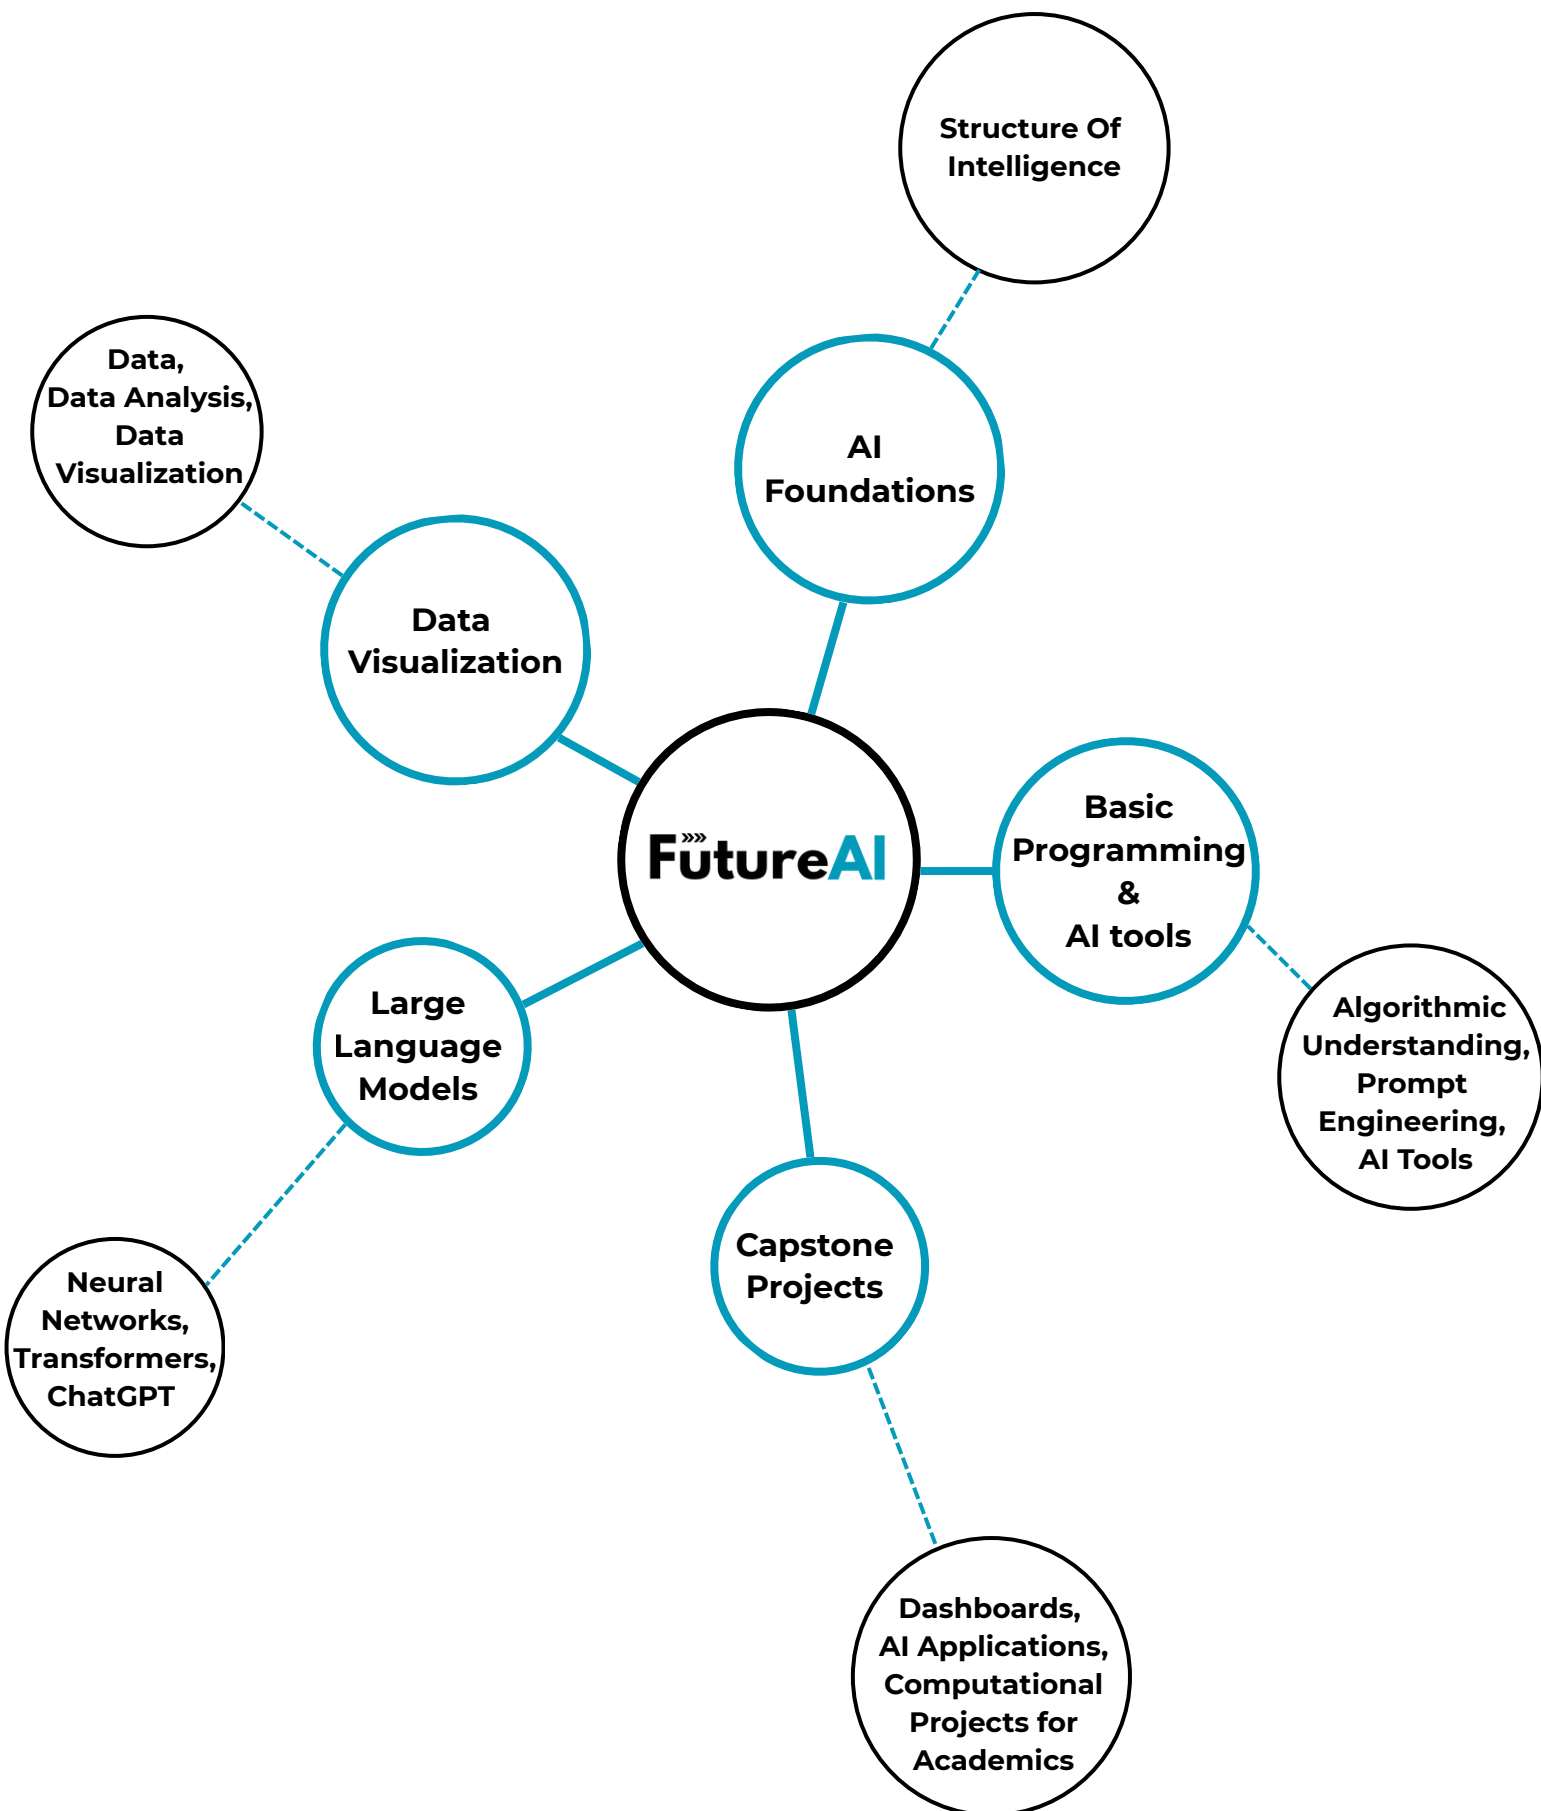 Structure Of
Intelligence
AI
Foundations
Data,
Data Analysis,
Data
Visualization
Data
Visualization
FutureAI
Basic
Programming
&
AI tools
Algorithmic
Understanding,
Prompt
Engineering,
AI Tools
Large
Language
Models
Neural
Networks,
Transformers,
ChatGPT
Capstone
Projects
Dashboards,
AI Applications,
Computational
Projects for
Academics